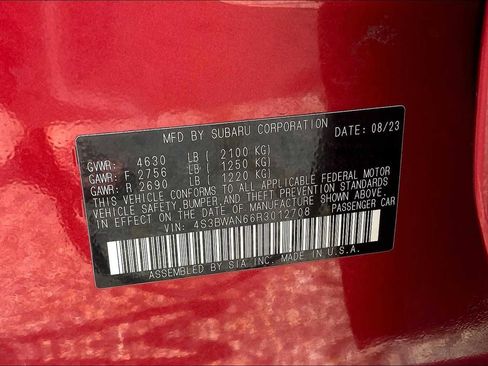 MFD BY SUBARU CORPORATION DATE: 08/23
GVWR: 4630 LB ( 2100 KG)
GAWR: F 2756 LB ( 1250 KG)
GAWR: R 2690 LB ( 1220 KG)
THIS VEHICLE CONFORMS TO ALL APPLICABLE FEDERAL MOTOR
VEHICLE SAFETY,BUMPER,AND THEFT PREVENTION STANDARDS
IN EFFECT ON THE DATE OF MANUFACTURE SHOWN ABOVE.
VIN: 4S3BWAN66R3012708 PASSENGER CAR
ASSEMBLED BY SIA INC. IN U.S.A.